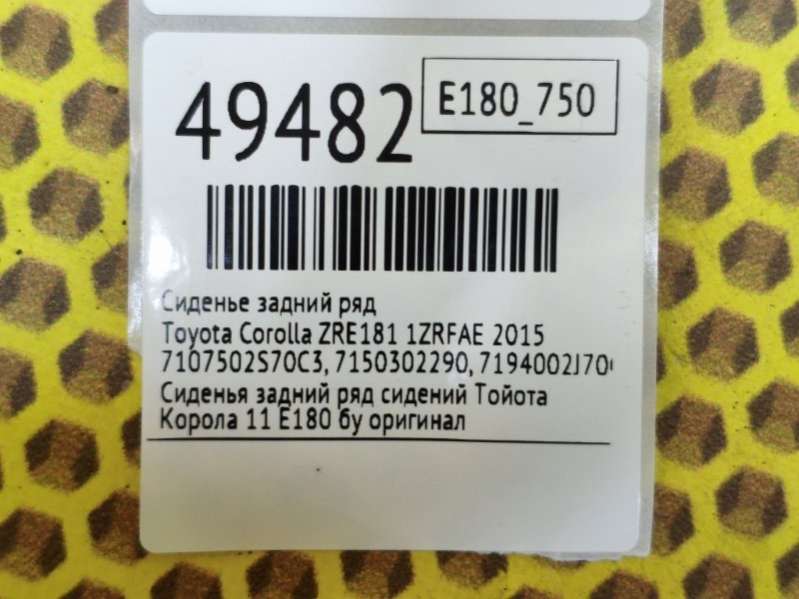 49482
E180_750
Сиденье задний ряд
Toyota Corolla ZRE181 1ZRFAE 2015
7107502S70C3, 7150302290, 7194002J70
Сиденья задний ряд сидений Тойота
Корола 11 Е180 бу оригинал